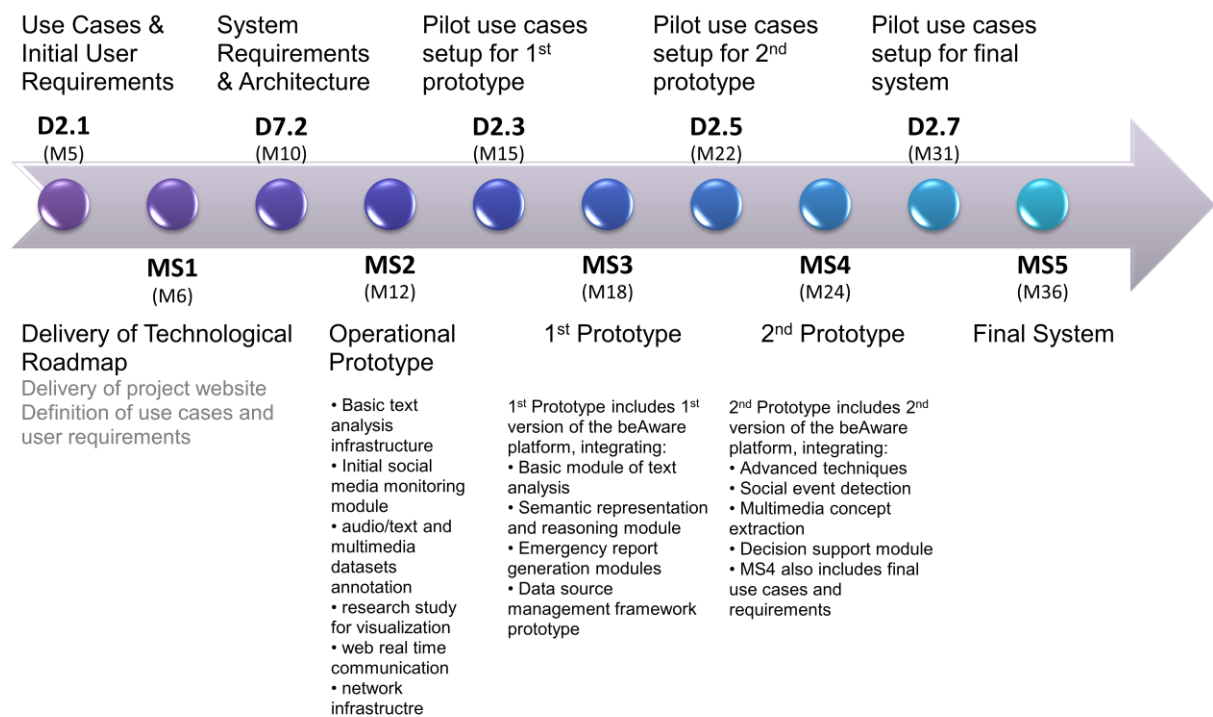 Use Cases &
Initial User
Requirements
System
Requirements
& Architecture
Pilot use cases
setup for 1st
prototype
Pilot use cases
setup for 2nd
prototype
Pilot use cases
setup for final
system
D2.1
(M5)
D7.2
(M10)
D2.3
(M15)
D2.5
(M22)
D2.7
(M31)
MS1
(M6)
MS2
(M12)
MS3
(M18)
MS4
(M24)
MS5
(M36)
Delivery of Technological
Roadmap
Delivery of project website
Definition of use cases and
user requirements
Operational
Prototype
• Basic text
analysis
infrastructure
• Initial social
media monitoring
module
• audio/text and
multimedia
datasets
annotation
• research study
for visualization
• web real time
communication
• network
infrastructre
1st Prototype
1st Prototype includes 1st
version of the beAware
platform, integrating:
• Basic module of text
analysis
• Semantic representation
and reasoning module
• Emergency report
generation modules
• Data source
management framework
prototype
2nd Prototype
2nd Prototype includes 2nd
version of the beAware
platform, integrating:
• Advanced techniques
• Social event detection
• Multimedia concept
extraction
• Decision support module
• MS4 also includes final
use cases and
requirements
Final System